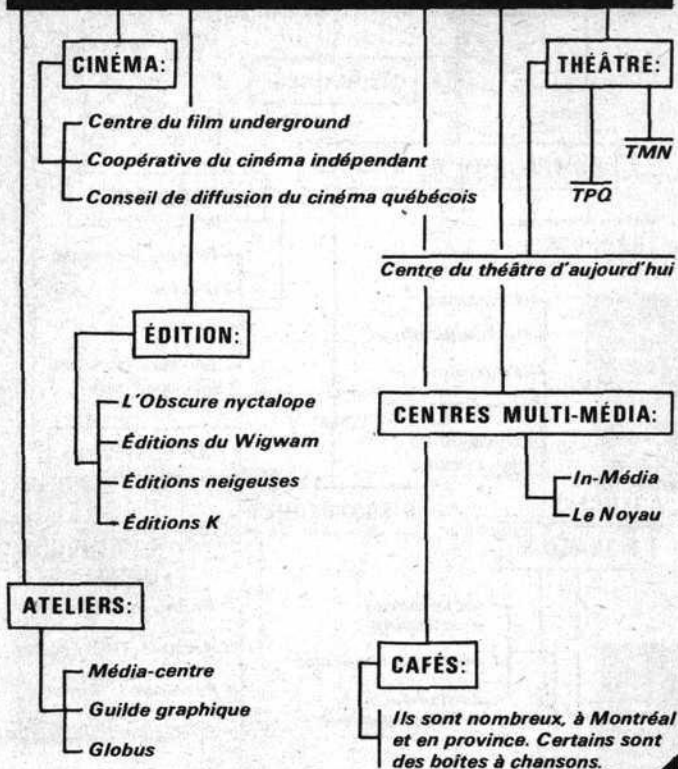 CINÉMA:
Centre du film underground
Coopérative du cinéma indépendant
Conseil de diffusion du cinéma québécois
THÉÂTRE:
TMN
TPQ
Centre du théâtre d'aujourd'hui
ÉDITION:
L'Obscure nyctalope
Éditions du Wigwam
Éditions neigeuses
Éditions K
CENTRES MULTI-MÉDIA:
In-Média
Le Noyau
ATELIERS:
Média-centre
Guilde graphique
Globus
CAFÉS:
Ils sont nombreux, à Montréal
et en province. Certains sont
des boîtes à chansons.